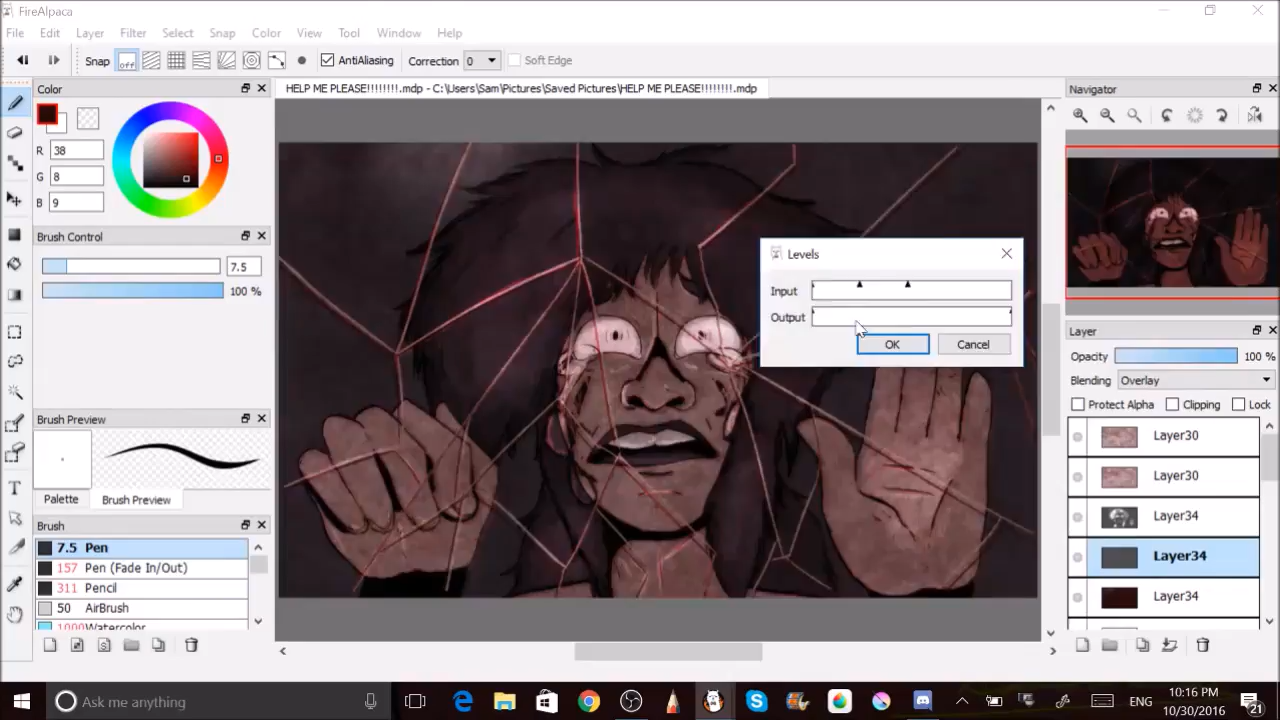 FireAlpaca
File Edit Layer Filter Select Snap Color View Tool Window Help
Snap off AntiAliasing Correction 0 Soft Edge
Color
HELP ME PLEASE!!!!!!!!.mdp - C:\Users\Sam\Pictures\Saved Pictures\HELP ME PLEASE!!!!!!!!.mdp
Navigator
R 38
G 8
B 9
Brush Control
7.5
100 %
Levels
Input
Output
OK Cancel
Layer
Opacity 100 %
Blending Overlay
Protect Alpha Clipping Lock
Layer30
Layer30
Layer34
Layer34
Layer34
Brush Preview
Palette Brush Preview
Brush
7.5 Pen
157 Pen (Fade In/Out)
311 Pencil
50 AirBrush
1000 Watercolor
T
Ask me anything
ENG
10:16 PM
10/30/2016
21